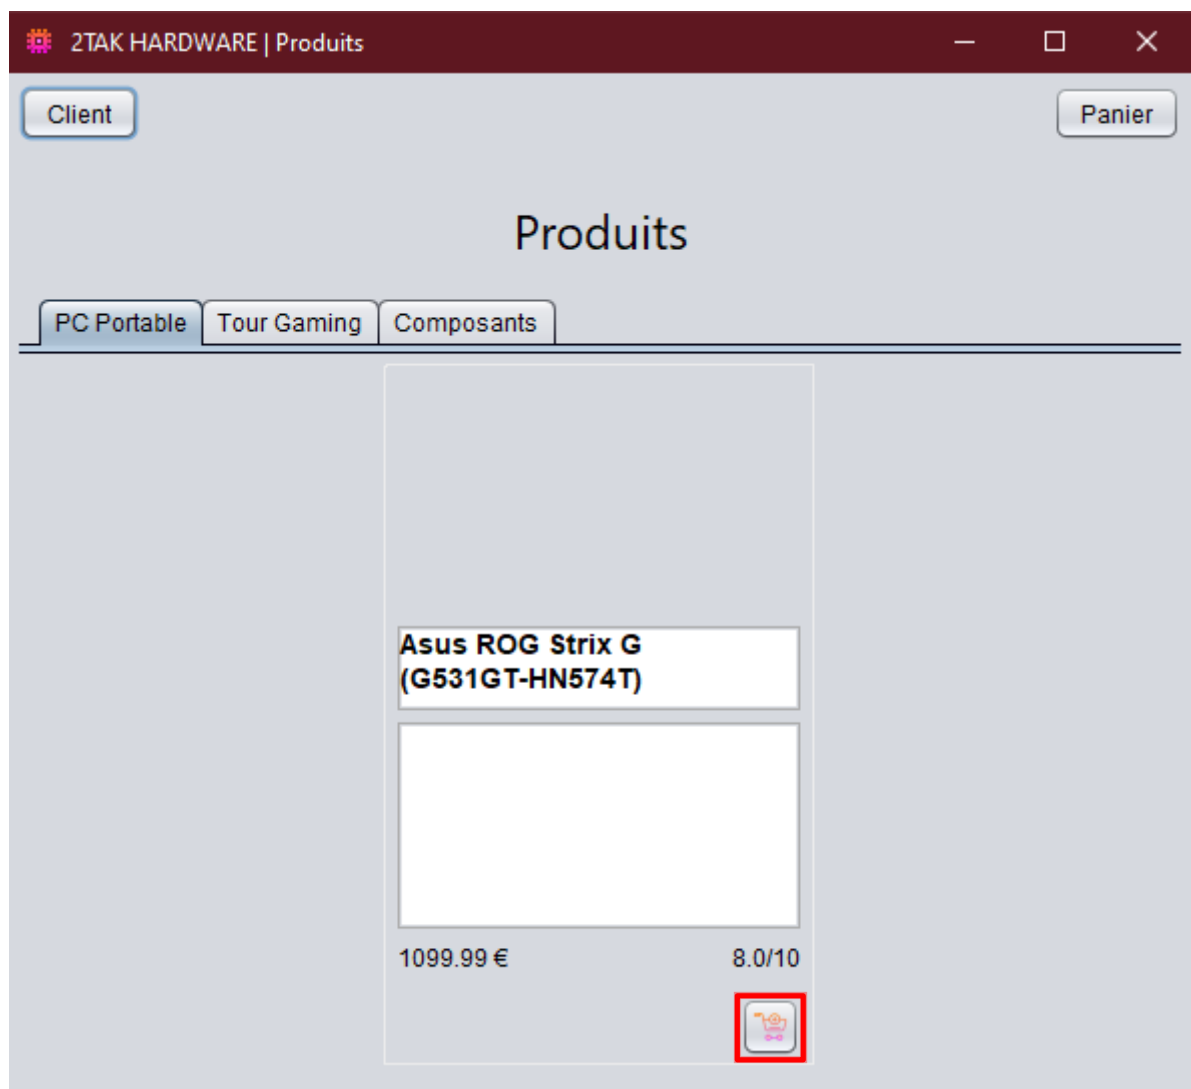 2TAK HARDWARE | Produits
Client
Panier
Produits
PC Portable
Tour Gaming
Composants
Asus ROG Strix G
(G531GT-HN574T)
1099.99 €
8.0/10